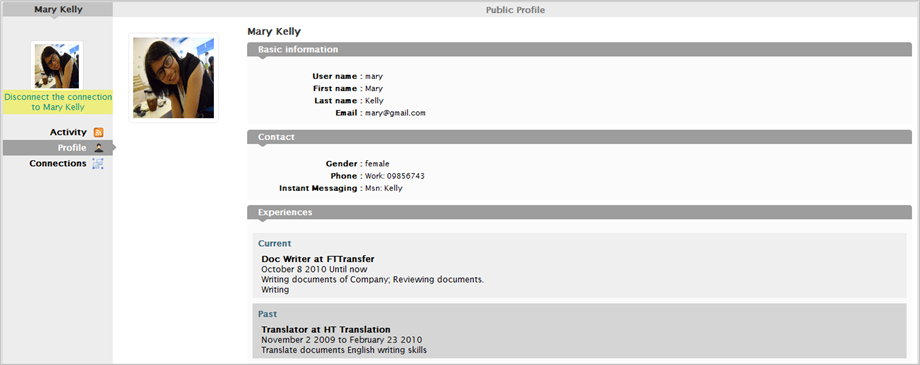 Mary Kelly
Disconnect the connection
to Mary Kelly
Activity
Profile
Connections
Public Profile
Mary Kelly
Basic information
User name : mary
First name : Mary
Last name : Kelly
Email : mary@gmail.com
Contact
Gender : female
Phone : Work: 09856743
Instant Messaging : Msn: Kelly
Experiences
Current
Doc Writer at FTTransfer
October 8 2010 Until now
Writing documents of Company; Reviewing documents.
Writing
Past
Translator at HT Translation
November 2 2009 to February 23 2010
Translate documents English writing skills